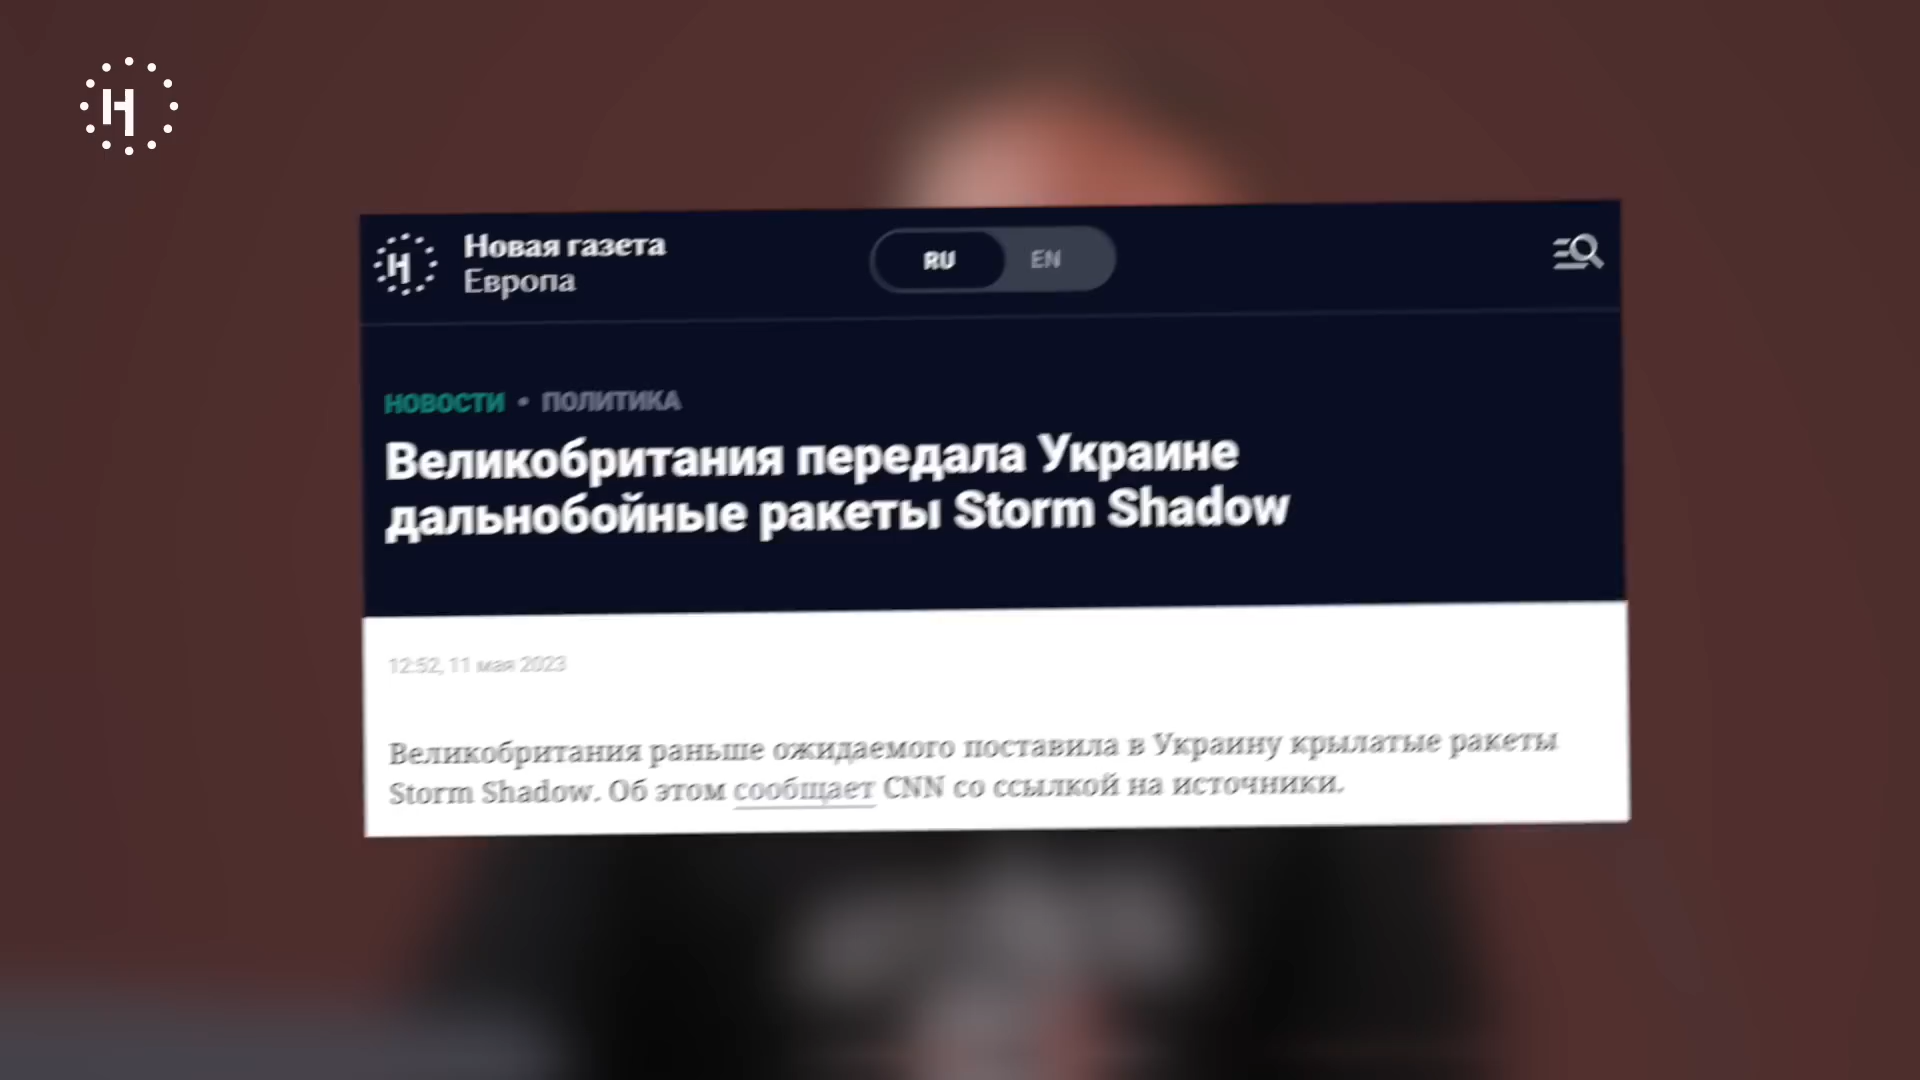 Новая газета
Европа
RU EN
НОВОСТИ • ПОЛИТИКА
Великобритания передала Украине
дальнобойные ракеты Storm Shadow
12:52, 11 мая 2023
Великобритания раньше ожидаемого поставила в Украину крылатые ракеты
Storm Shadow. Об этом сообщает CNN со ссылкой на источники.